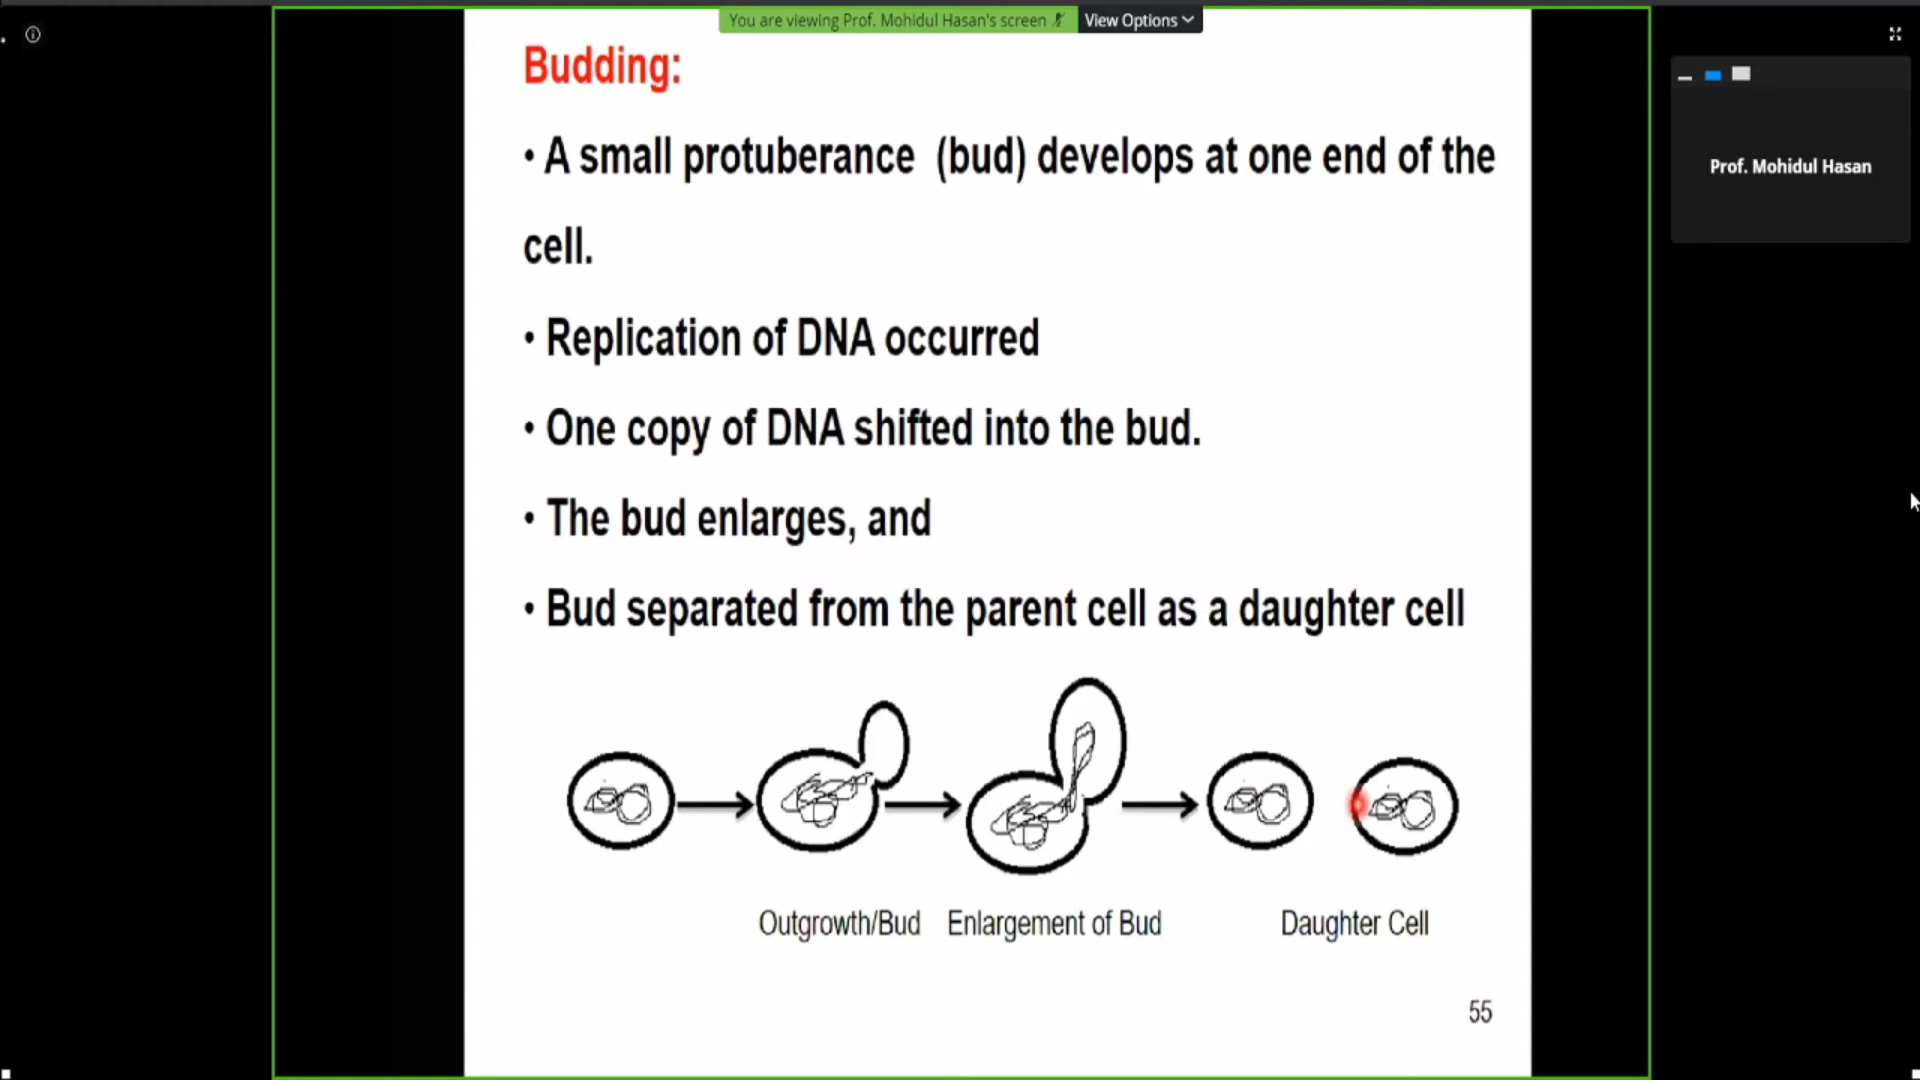 You are viewing Prof. Mohidul Hasan's screen
View Options
Budding:
Prof. Mohidul Hasan
• A small protuberance (bud) develops at one end of the
cell.
• Replication of DNA occurred
• One copy of DNA shifted into the bud.
• The bud enlarges, and
• Bud separated from the parent cell as a daughter cell
Outgrowth/Bud Enlargement of Bud Daughter Cell
55